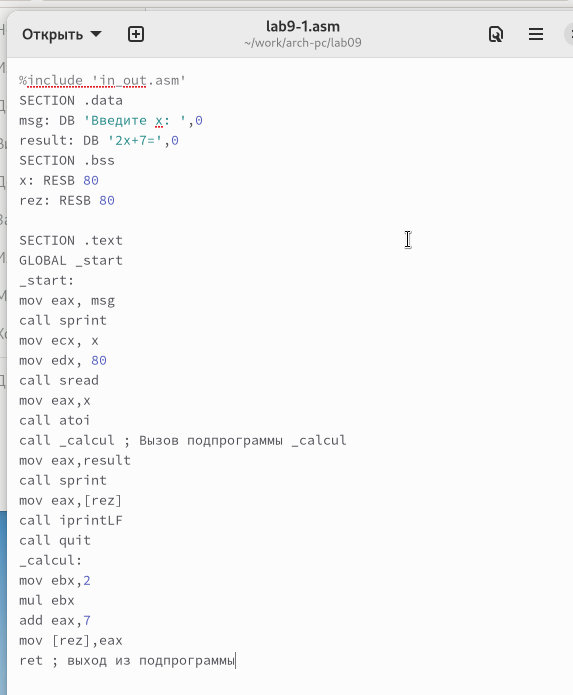 Открыть
lab9-1.asm
~/work/arch-pc/lab09
%include 'in_out.asm'
SECTION .data
msg: DB 'Введите x: ',0
result: DB '2x+7=',0
SECTION .bss
x: RESB 80
rez: RESB 80
SECTION .text
GLOBAL _start
_start:
mov eax, msg
call sprint
mov ecx, x
mov edx, 80
call sread
mov eax,x
call atoi
call _calcul ; Вызов подпрограммы _calcul
mov eax,result
call sprint
mov eax,[rez]
call iprintLF
call quit
_calcul:
mov ebx,2
mul ebx
add eax,7
mov [rez],eax
ret ; выход из подпрограммы